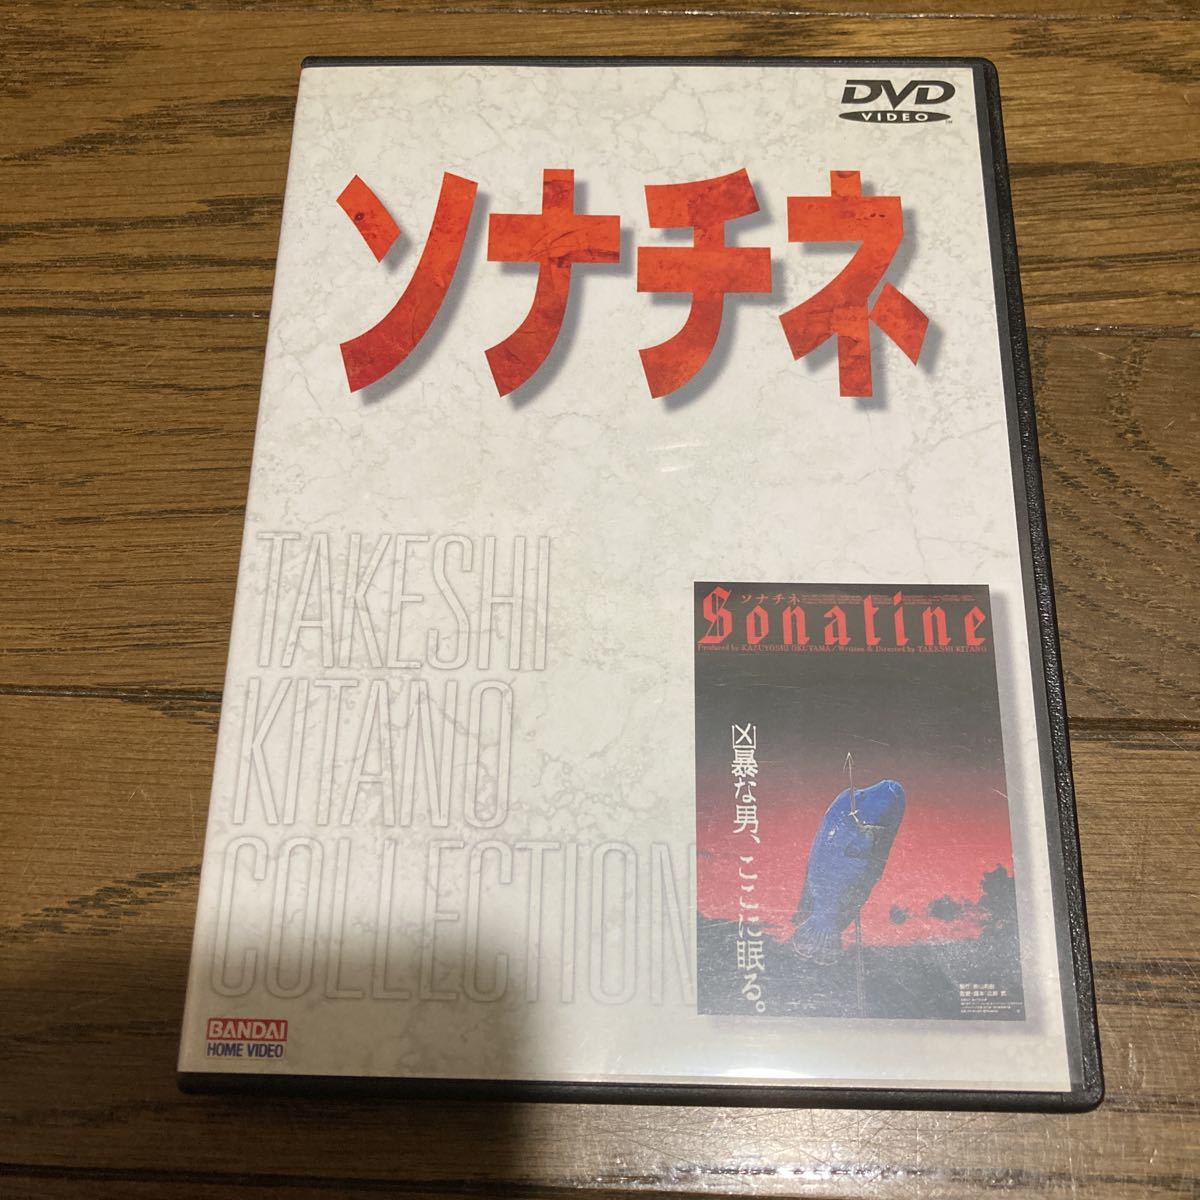 DVD
VIDEO
ソナチネ
TAKESHI
KITANO
COLLECTION
ソナチネ
Sonatine
Produced by KAZUYOSHI OKUYAMA/Written & Directed by TAKESHI KITANO
凶暴な男、ここに眠る。
BANDAI
HOME VIDEO